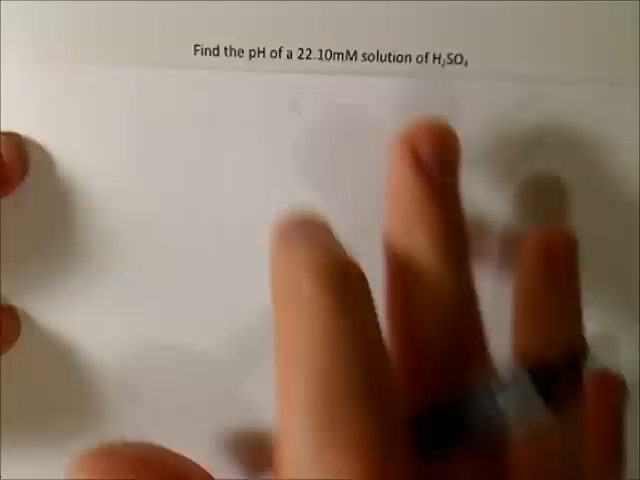 Find the pH of a 22.10mM solution of H₂SO₄